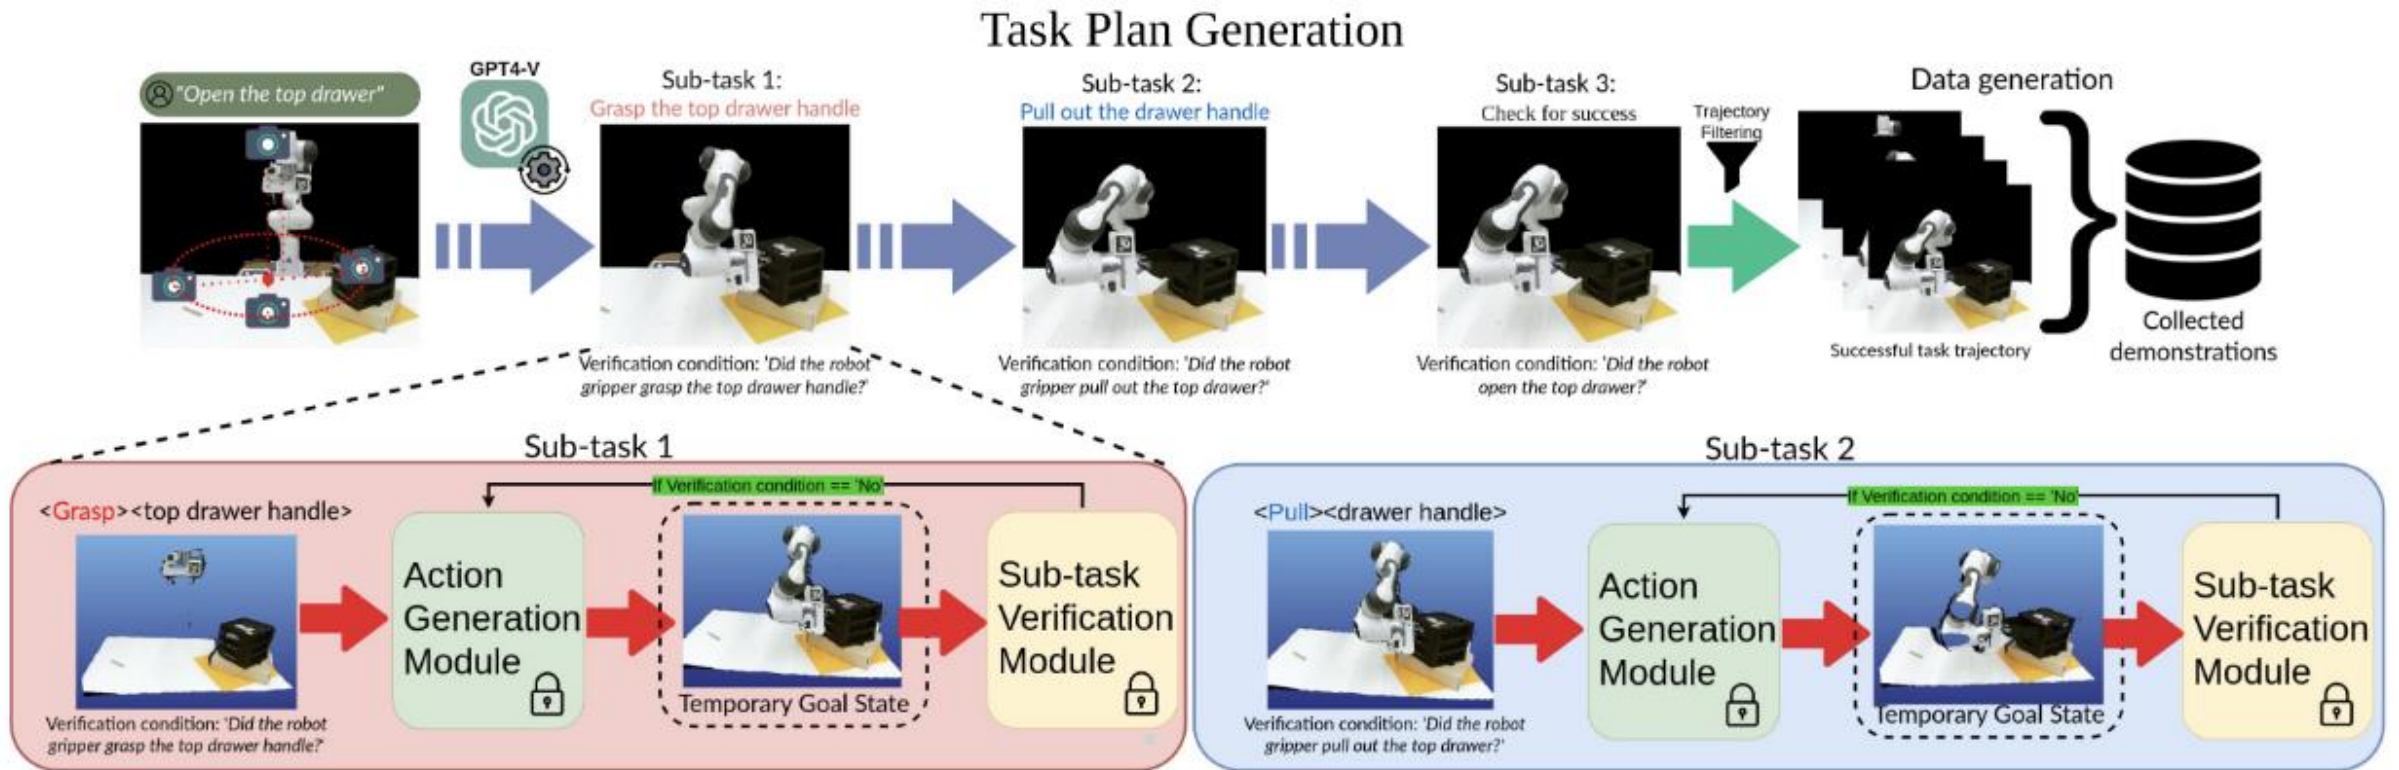 Task Plan Generation
"Open the top drawer"
GPT4-V
Sub-task 1:
Grasp the top drawer handle
Verification condition: 'Did the robot
gripper grasp the top drawer handle?'
Sub-task 2:
Pull out the drawer handle
Verification condition: 'Did the robot
gripper pull out the top drawer?'
Sub-task 3:
Check for success
Verification condition: 'Did the robot
open the top drawer?'
Trajectory
Filtering
Data generation
Successful task trajectory
Collected
demonstrations
Sub-task 1
If Verification condition == 'No'
<Grasp><top drawer handle>
Verification condition: 'Did the robot
gripper grasp the top drawer handle?'
Action
Generation
Module
Temporary Goal State
Sub-task
Verification
Module
Sub-task 2
If Verification condition == 'No'
<Pull><drawer handle>
Verification condition: 'Did the robot
gripper pull out the top drawer?'
Action
Generation
Module
Temporary Goal State
Sub-task
Verification
Module